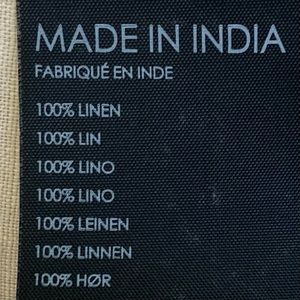 MADE IN INDIA
FABRIQUÉ EN INDE
100% LINEN
100% LIN
100% LINO
100% LINO
100% LEINEN
100% LINNEN
100% HØR